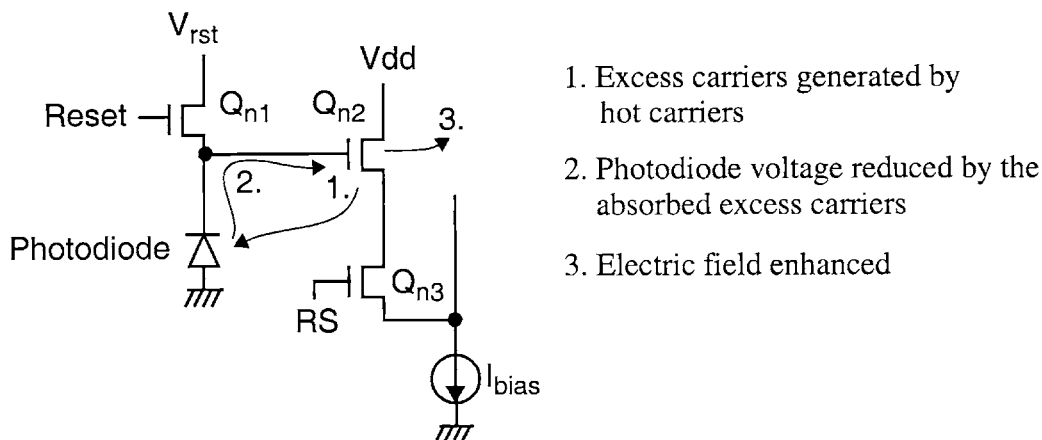 V_rst
Vdd
Reset
Q_n1
Q_n2
3.
2.
1.
Photodiode
Q_n3
RS
I_bias
1. Excess carriers generated by
hot carriers
2. Photodiode voltage reduced by the
absorbed excess carriers
3. Electric field enhanced